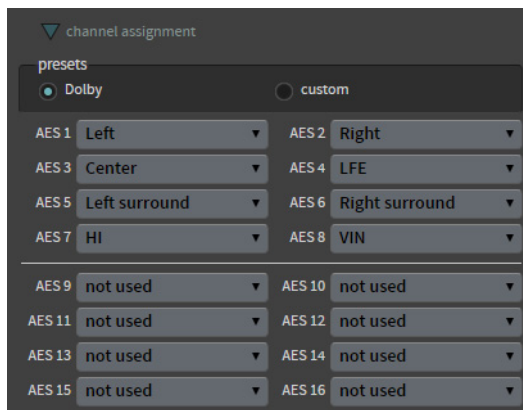 channel assignment
presets
Dolby custom
AES 1 Left AES 2 Right
AES 3 Center AES 4 LFE
AES 5 Left surround AES 6 Right surround
AES 7 HI AES 8 VIN
AES 9 not used AES 10 not used
AES 11 not used AES 12 not used
AES 13 not used AES 14 not used
AES 15 not used AES 16 not used